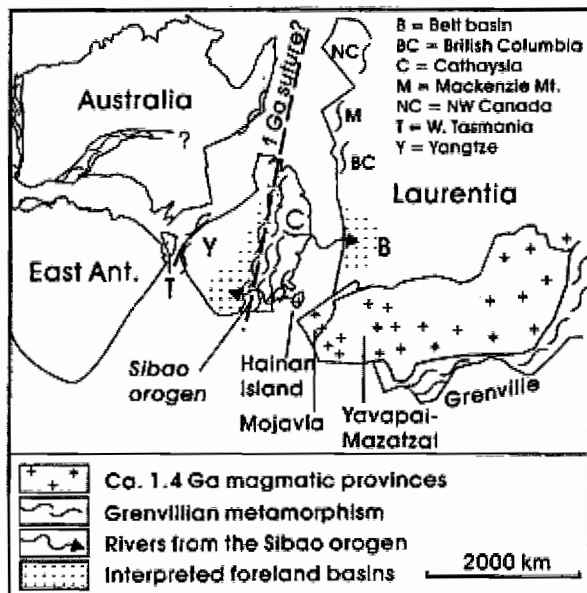 B = Belt basin
BC = British Columbia
C = Cathaysia
M = Mackenzie Mt.
NC = NW Canada
T = W. Tasmania
Y = Yangtze
NC
1 Ga suture?
Australia
M
?
BC
Laurentia
C
Y
B
East Ant.
T
Sibao
orogen
Hainan
Island
Mojavia
Yavapai-
Mazatzal
Grenville
Ca. 1.4 Ga magmatic provinces
Grenvillian metamorphism
Rivers from the Sibao orogen
Interpreted foreland basins
2000 km